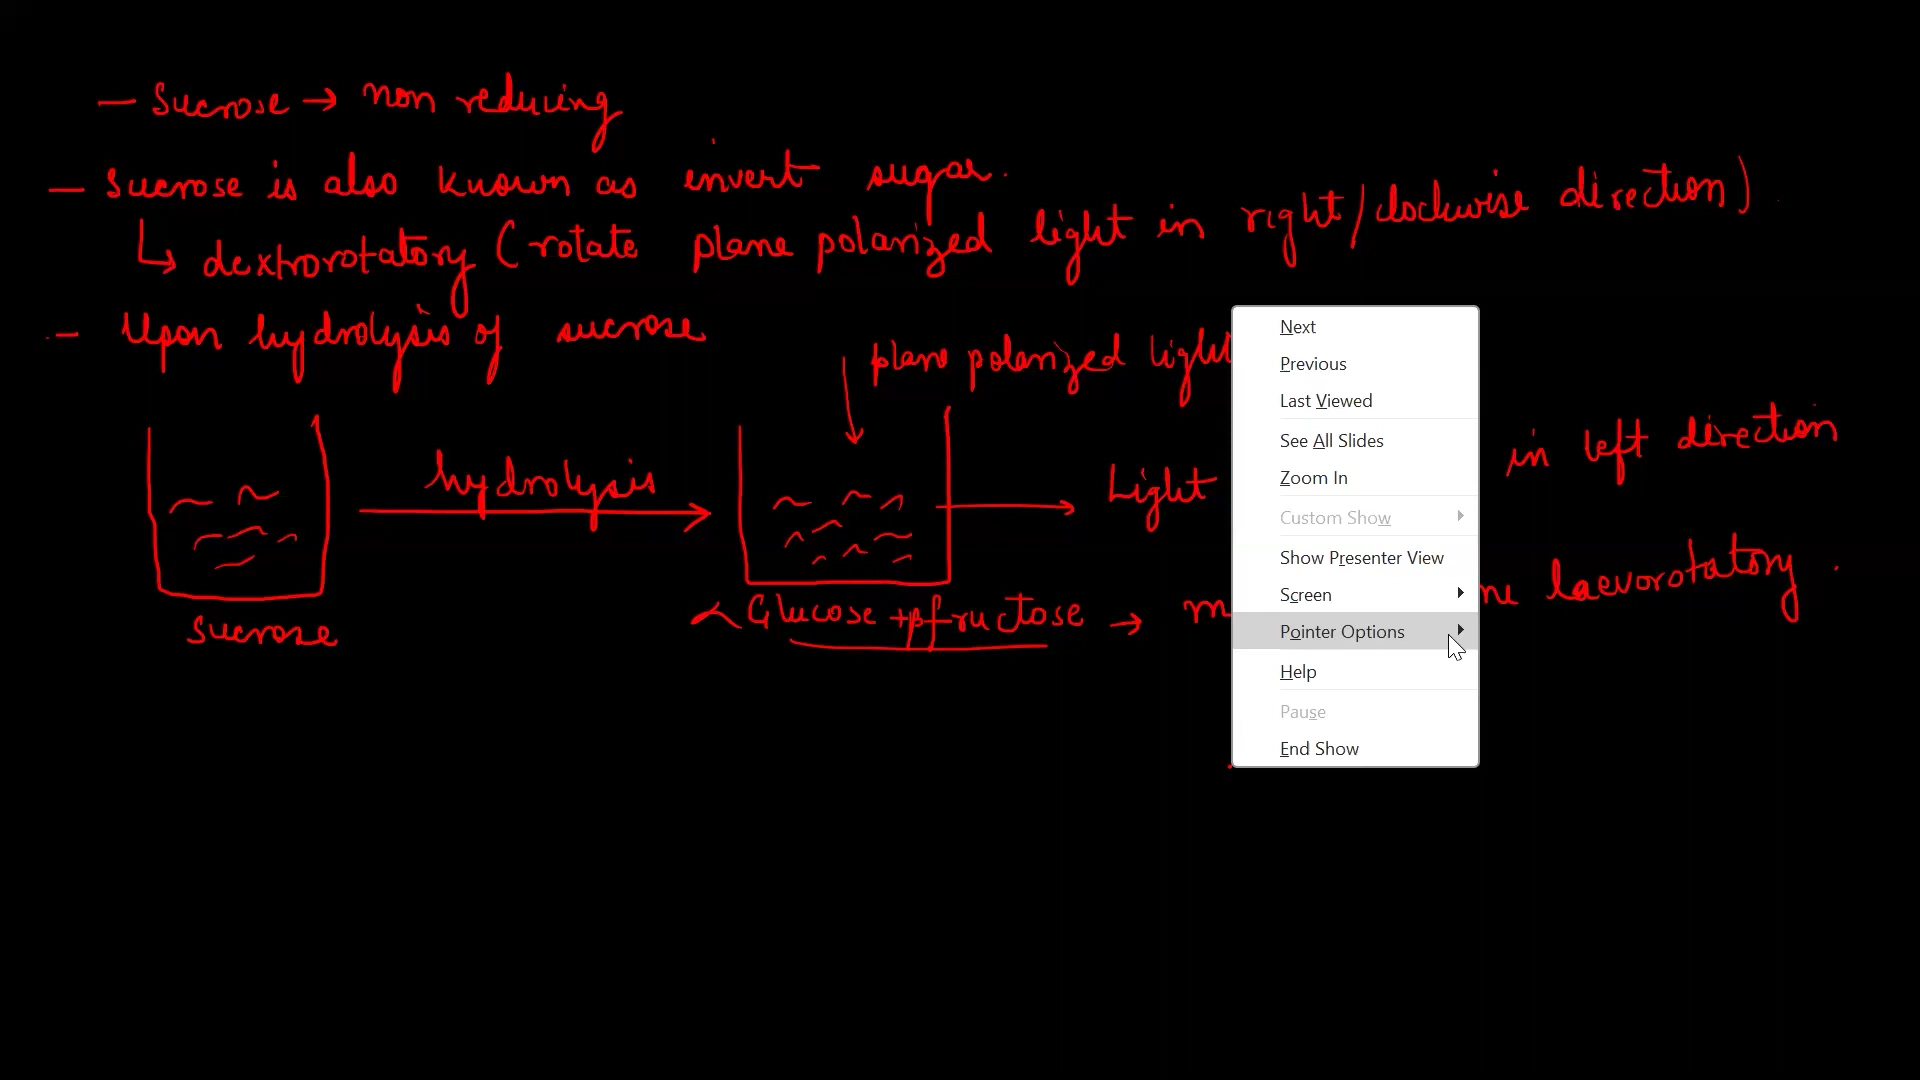 — Sucrose → non reducing
— Sucrose is also known as invert sugar.
↳ dextrorotatory (rotate plane polarized light in right/clockwise direction)
- Upon hydrolysis of sucrose
plane polarized light
hydrolysis
Light
in left direction
Sucrose
α Glucose + β fructose →
laevorotatory.
Next
Previous
Last Viewed
See All Slides
Zoom In
Custom Show
Show Presenter View
Screen
Pointer Options
Help
Pause
End Show